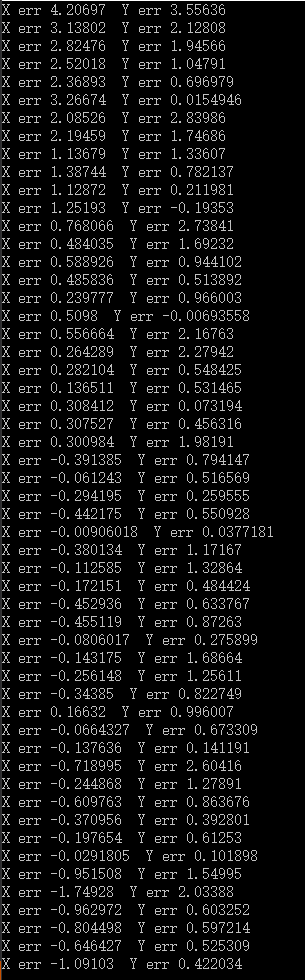 X err 4.20697  Y err 3.55636
X err 3.13802  Y err 2.12808
X err 2.82476  Y err 1.94566
X err 2.52018  Y err 1.04791
X err 2.36893  Y err 0.696979
X err 3.26674  Y err 0.0154946
X err 2.08526  Y err 2.83986
X err 2.19459  Y err 1.74686
X err 1.13679  Y err 1.33607
X err 1.38744  Y err 0.782137
X err 1.12872  Y err 0.211981
X err 1.25193  Y err -0.19353
X err 0.768066  Y err 2.73841
X err 0.484035  Y err 1.69232
X err 0.588926  Y err 0.944102
X err 0.485836  Y err 0.513892
X err 0.239777  Y err 0.966003
X err 0.5098  Y err -0.00693558
X err 0.556664  Y err 2.16763
X err 0.264289  Y err 2.27942
X err 0.282104  Y err 0.548425
X err 0.136511  Y err 0.531465
X err 0.308412  Y err 0.073194
X err 0.307527  Y err 0.456316
X err 0.300984  Y err 1.98191
X err -0.391385  Y err 0.794147
X err -0.061243  Y err 0.516569
X err -0.294195  Y err 0.259555
X err -0.442175  Y err 0.550928
X err -0.00906018  Y err 0.0377181
X err -0.380134  Y err 1.17167
X err -0.112585  Y err 1.32864
X err -0.172151  Y err 0.484424
X err -0.452936  Y err 0.633767
X err -0.455119  Y err 0.87263
X err -0.0806017  Y err 0.275899
X err -0.143175  Y err 1.68664
X err -0.256148  Y err 1.25611
X err -0.34385  Y err 0.822749
X err 0.16632  Y err 0.996007
X err -0.0664327  Y err 0.673309
X err -0.137636  Y err 0.141191
X err -0.718995  Y err 2.60416
X err -0.244868  Y err 1.27891
X err -0.609763  Y err 0.863676
X err -0.370956  Y err 0.392801
X err -0.197654  Y err 0.61253
X err -0.0291805  Y err 0.101898
X err -0.951508  Y err 1.54995
X err -1.74928  Y err 2.03388
X err -0.962972  Y err 0.603252
X err -0.804498  Y err 0.597214
X err -0.646427  Y err 0.525309
X err -1.09103  Y err 0.422034